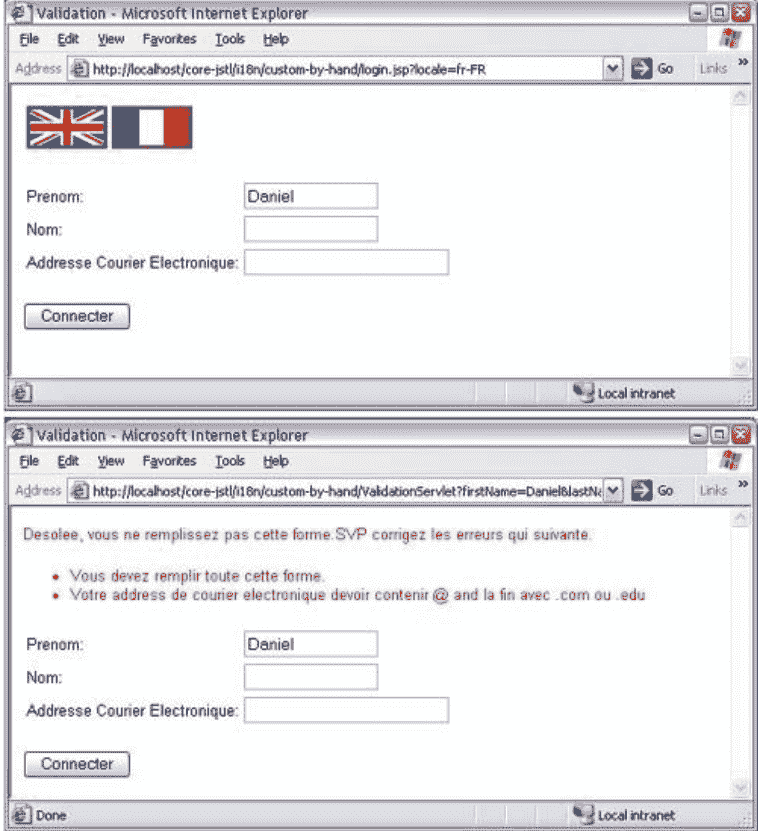 Validation - Microsoft Internet Explorer
File Edit View Favorites Tools Help
Address http://localhost/core-jstl/i18n/custom-by-hand/login.jsp?locale=fr-FR Go Links »
Prenom: Daniel
Nom:
Addresse Courier Electronique:
Connecter
Local intranet
Validation - Microsoft Internet Explorer
File Edit View Favorites Tools Help
Address http://localhost/core-jstl/i18n/custom-by-hand/ValidationServlet?firstName=Daniel&lastNa Go Links »
Desolee, vous ne remplissez pas cette forme.SVP corrigez les erreurs qui suivante.
• Vous devez remplir toute cette forme.
• Votre address de courier electronique devoir contenir @ and la fin avec .com ou .edu
Prenom: Daniel
Nom:
Addresse Courier Electronique:
Connecter
Done Local intranet